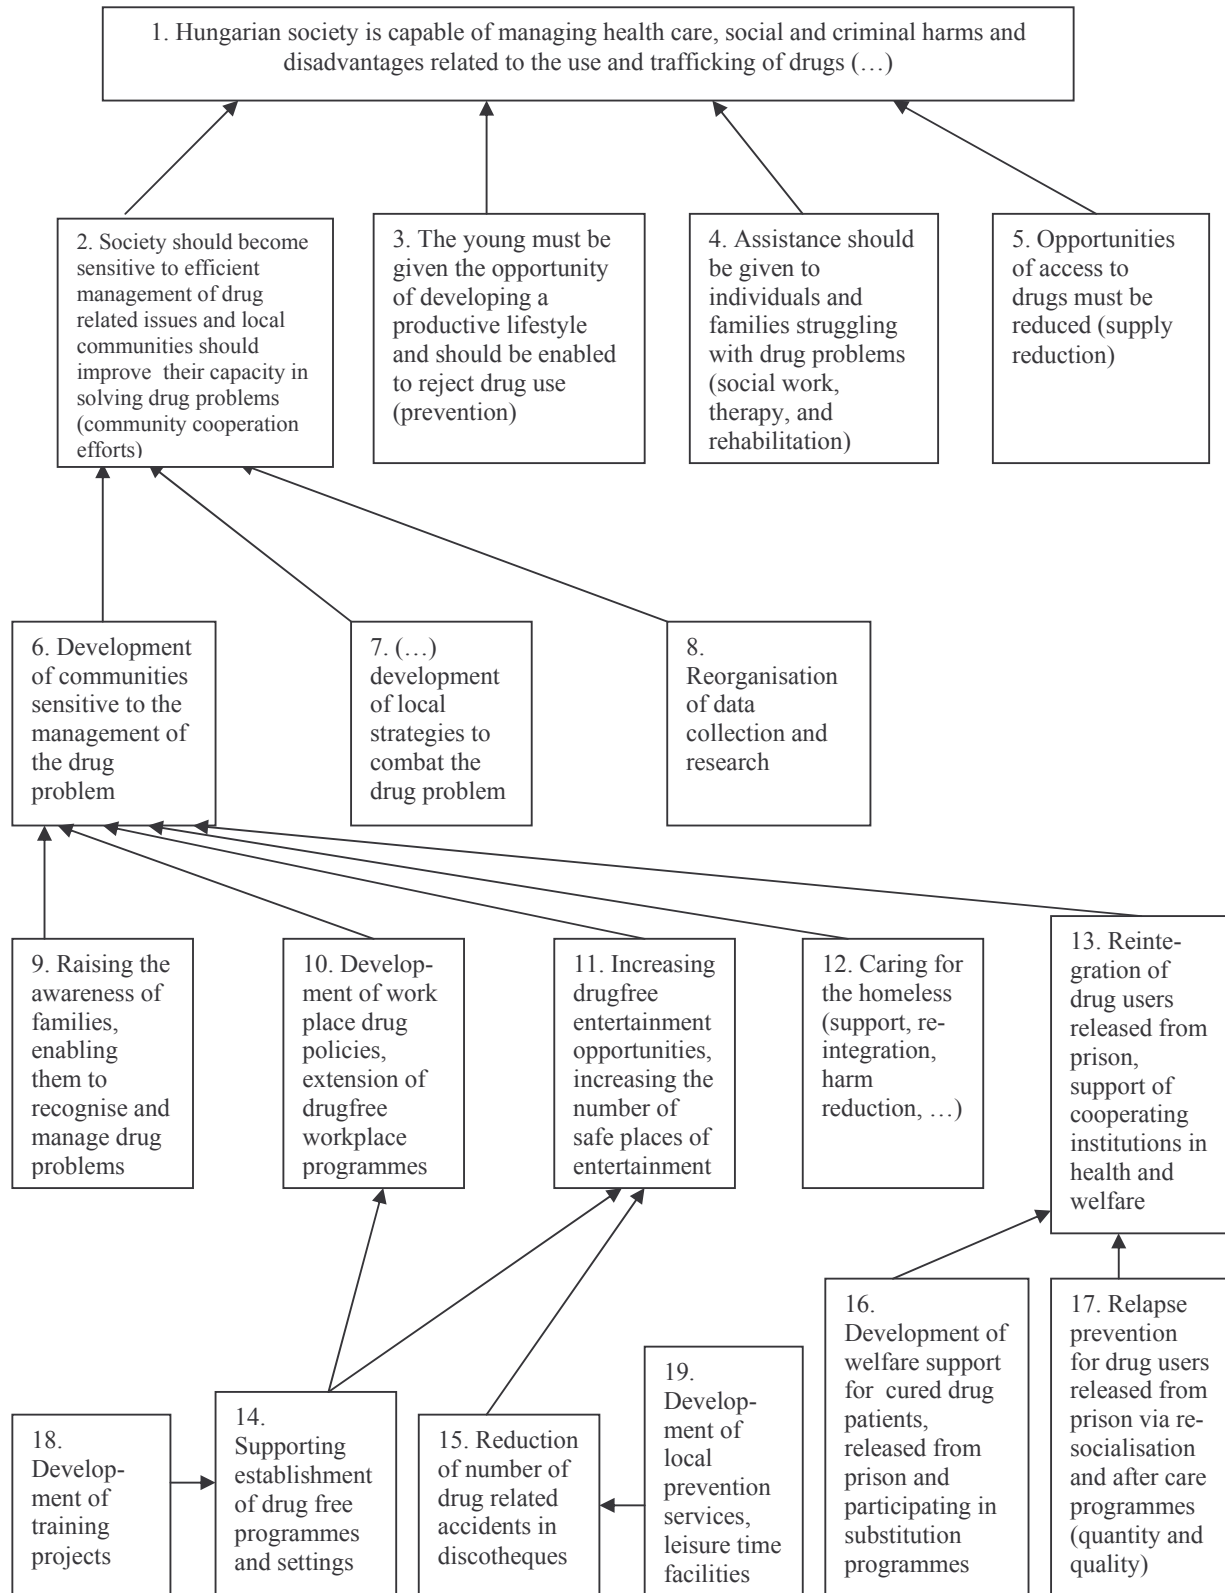 1. Hungarian society is capable of managing health care, social and criminal harms and
disadvantages related to the use and trafficking of drugs (…)
2. Society should become
sensitive to efficient
management of drug
related issues and local
communities should
improve  their capacity in
solving drug problems
(community cooperation
efforts)
3. The young must be
given the opportunity
of developing a
productive lifestyle
and should be enabled
to reject drug use
(prevention)
4. Assistance should
be given to
individuals and
families struggling
with drug problems
(social work,
therapy, and
rehabilitation)
5. Opportunities
of access to
drugs must be
reduced (supply
reduction)
6. Development
of communities
sensitive to the
management of
the drug
problem
7. (…)
development
of local
strategies to
combat the
drug problem
8.
Reorganisation
of data
collection and
research
9. Raising the
awareness of
families,
enabling
them to
recognise and
manage drug
problems
10. Develop-
ment of work
place drug
policies,
extension of
drugfree
workplace
programmes
11. Increasing
drugfree
entertainment
opportunities,
increasing the
number of
safe places of
entertainment
12. Caring for
the homeless
(support, re-
integration,
harm
reduction, …)
13. Reinte-
gration of
drug users
released from
prison,
support of
cooperating
institutions in
health and
welfare
18.
Develop-
ment of
training
projects
14.
Supporting
establishment
of drug free
programmes
and settings
15. Reduction
of number of
drug related
accidents in
discotheques
19.
Develop-
ment of
local
prevention
services,
leisure time
facilities
16.
Development of
welfare support
for  cured drug
patients,
released from
prison and
participating in
substitution
programmes
17. Relapse
prevention
for drug users
released from
prison via re-
socialisation
and after care
programmes
(quantity and
quality)